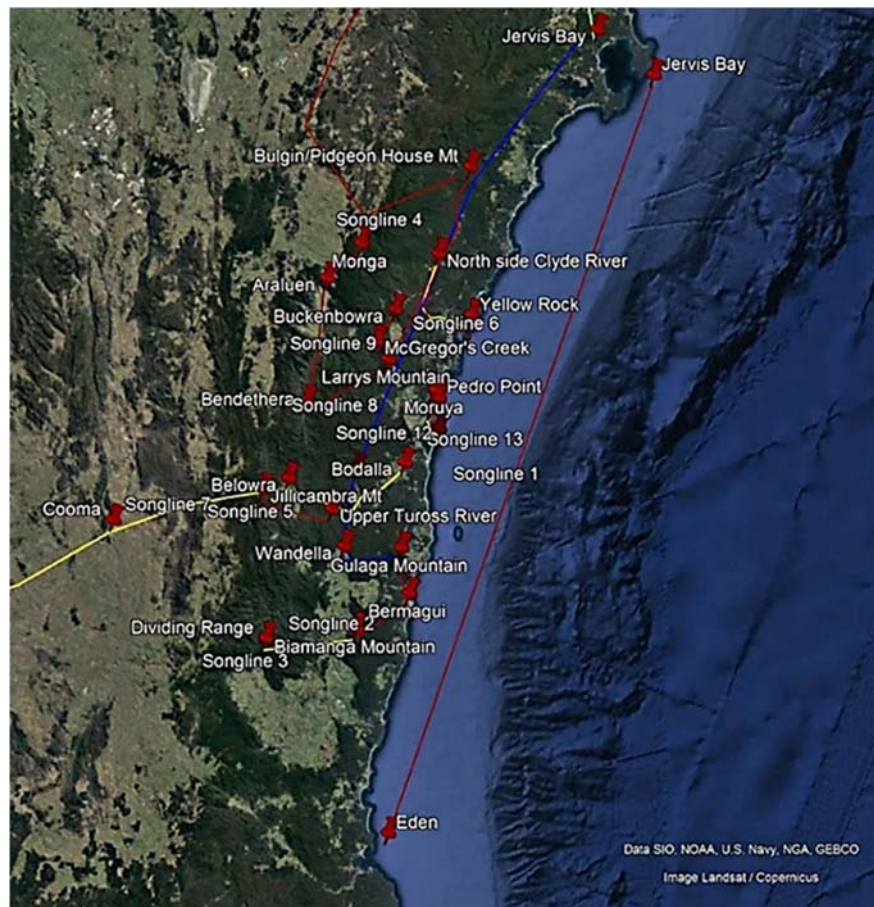 Jervis Bay
Jervis Bay
Bulgin/Pidgeon House Mt
Songline 4
Monga
North side Clyde River
Araluen
Buckenbowra
Yellow Rock
Songline 6
Songline 9
McGregor's Creek
Larrys Mountain
Pedro Point
Bendethera
Songline 8
Moruya
Songline 12
Songline 13
Bodalla
Songline 1
Belowra
Jillicambra Mt
Songline 7
Cooma
Songline 5
Upper Tuross River
Wandella
Gulaga Mountain
Bermagui
Songline 2
Dividing Range
Biamanga Mountain
Songline 3
Eden
Data SIO, NOAA, U.S. Navy, NGA, GEBCO
Image Landsat / Copernicus